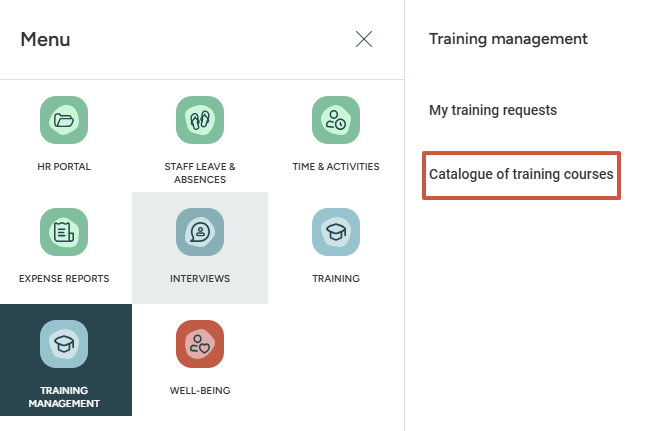 Menu
HR PORTAL
STAFF LEAVE &
ABSENCES
TIME & ACTIVITIES
EXPENSE REPORTS
INTERVIEWS
TRAINING
TRAINING
MANAGEMENT
WELL-BEING
Training management
My training requests
Catalogue of training courses